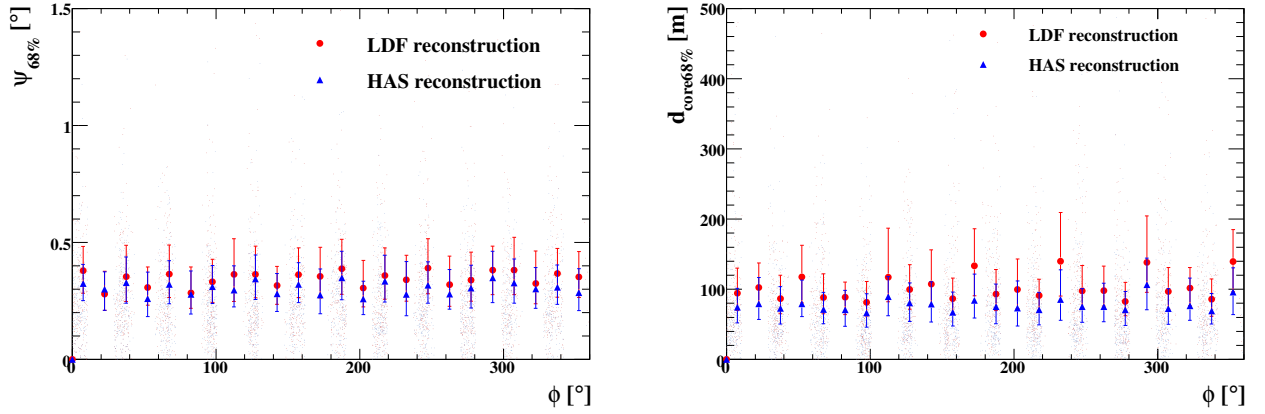 ψ68% [°]
1.5
1
0.5
0
LDF reconstruction
HAS reconstruction
0
100
200
300
ϕ [°]
dcore68% [m]
500
400
300
200
100
0
LDF reconstruction
HAS reconstruction
0
100
200
300
ϕ [°]